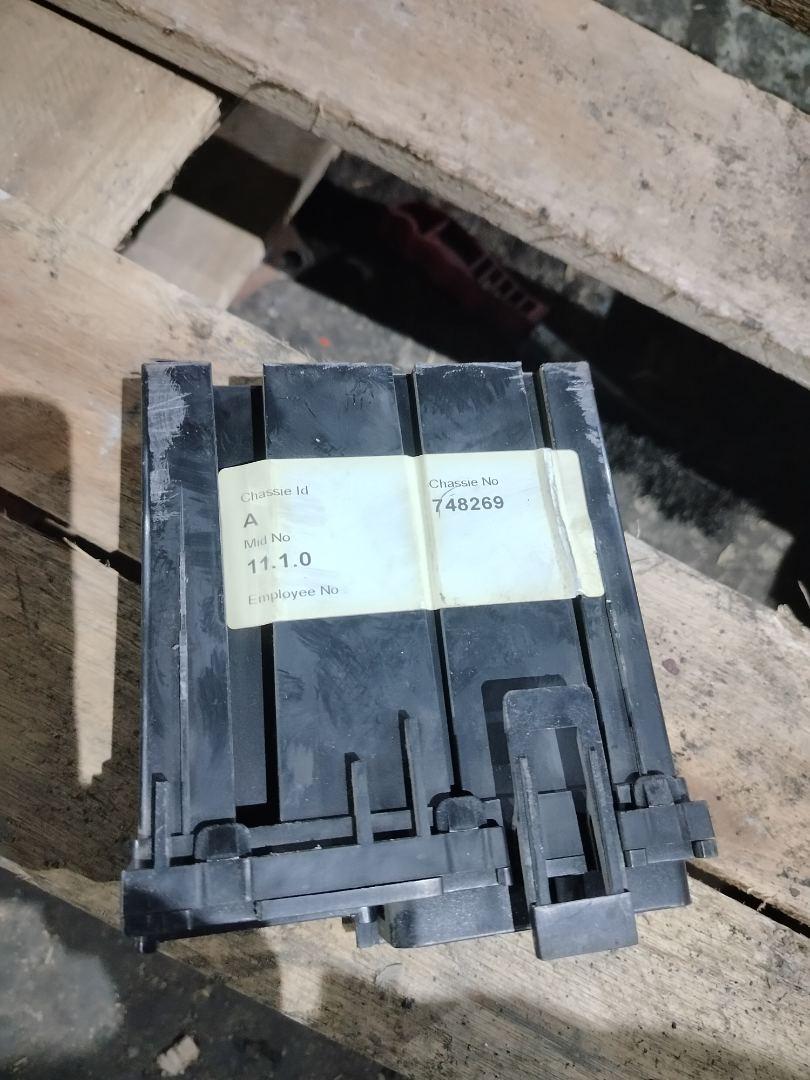 Chassie Id
A
Mid No
11.1.0
Employee No
Chassie No
748269